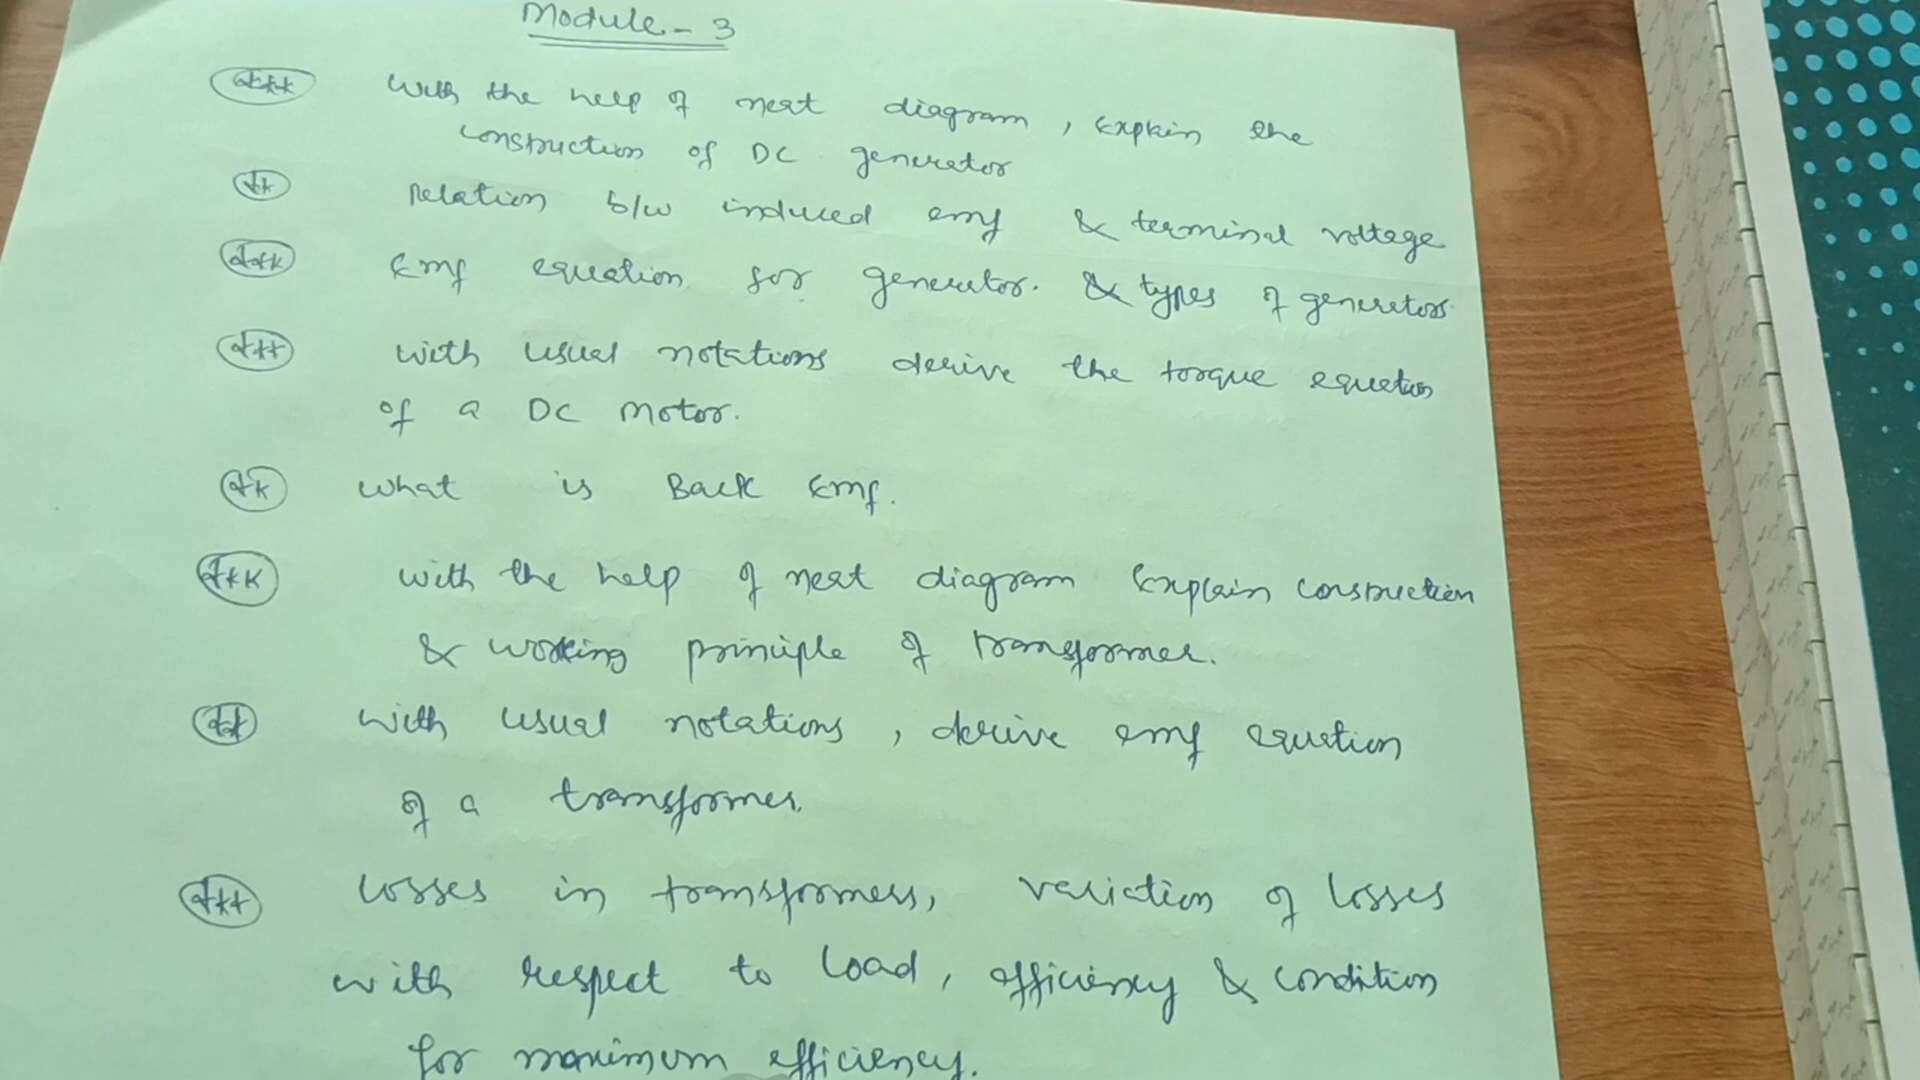 Module - 3
*** With the help of neat diagram, Explain the
construction of DC generator
** Relation b/w induced emf & terminal voltage
*** Emf equation for generator. & types of generators.
*** with usual notations derive the torque equation
of a DC motor.
** what is Back Emf.
*** with the help of neat diagram Explain construction
& working principle of transformer.
** with usual notations, derive emf equation
of a transformer.
*** Losses in transformers, variation of losses
with respect to load, efficiency & condition
for maximum efficiency.